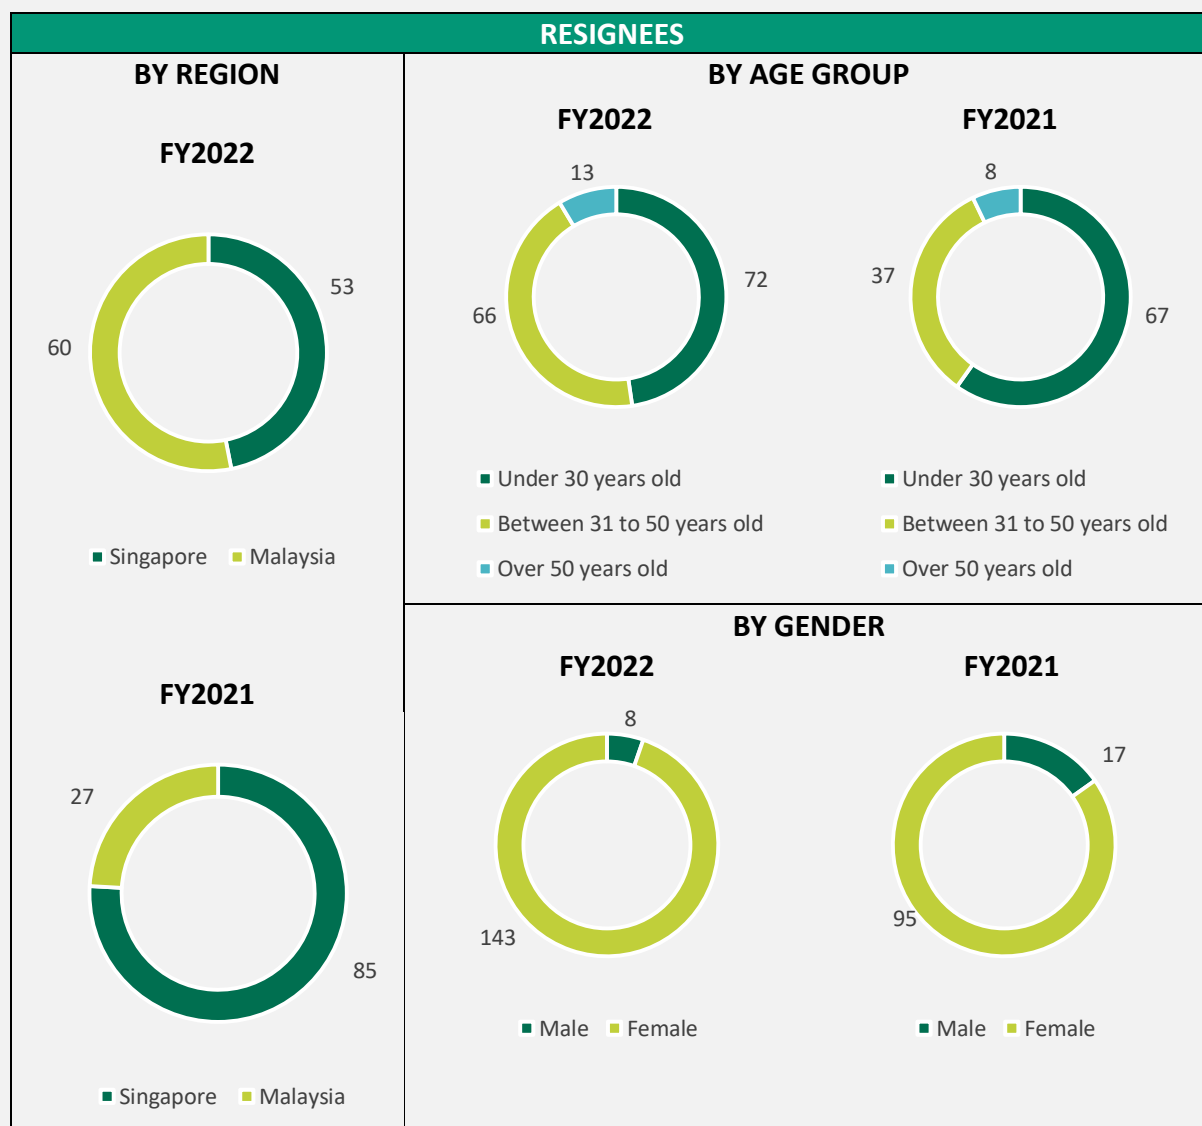 RESIGNEES
BY REGION
FY2022
53
60
Singapore Malaysia
FY2021
27
85
Singapore Malaysia
BY AGE GROUP
FY2022
13
72
66
Under 30 years old
Between 31 to 50 years old
Over 50 years old
FY2021
8
37
67
Under 30 years old
Between 31 to 50 years old
Over 50 years old
BY GENDER
FY2022
8
143
Male Female
FY2021
17
95
Male Female